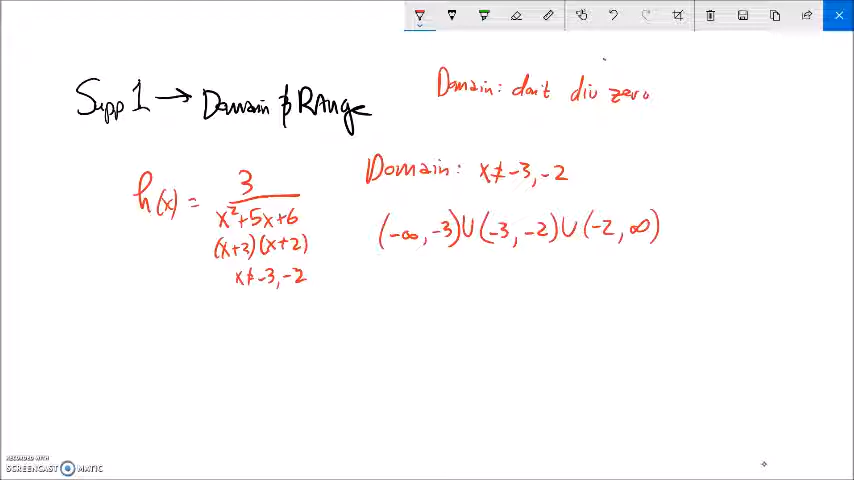 Domain: don't div zero
Supp 1 → Domain & Range
Domain: x≠-3, -2
h(x) = 3
x²+5x+6
(-∞, -3)∪(-3, -2)∪(-2, ∞)
(x+3)(x+2)
x≠-3, -2
RECORDED WITH
SCREENCAST MATIC